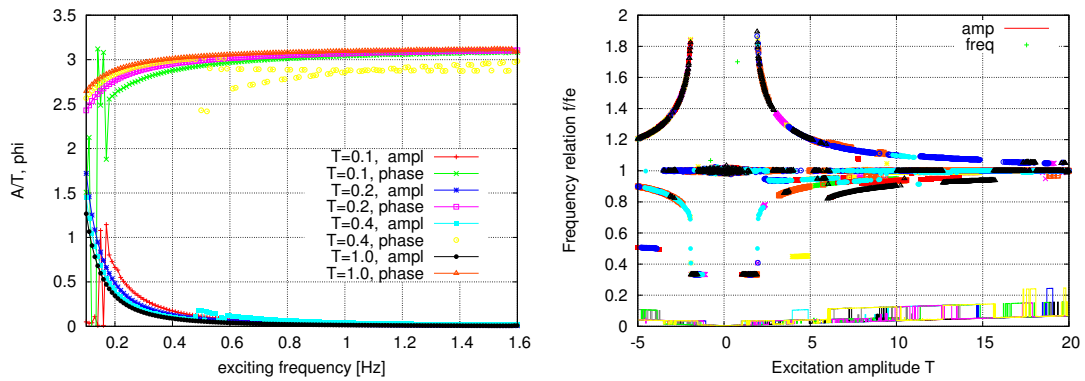 3.5
3
2.5
2
1.5
1
0.5
0
A/T, phi
T=0.1, ampl
T=0.1, phase
T=0.2, ampl
T=0.2, phase
T=0.4, ampl
T=0.4, phase
T=1.0, ampl
T=1.0, phase
0.2 0.4 0.6 0.8 1 1.2 1.4 1.6
exciting frequency [Hz]
2
1.8
1.6
1.4
1.2
1
0.8
0.6
0.4
0.2
0
Frequency relation f/fe
amp
freq
-5 0 5 10 15 20
Excitation amplitude T